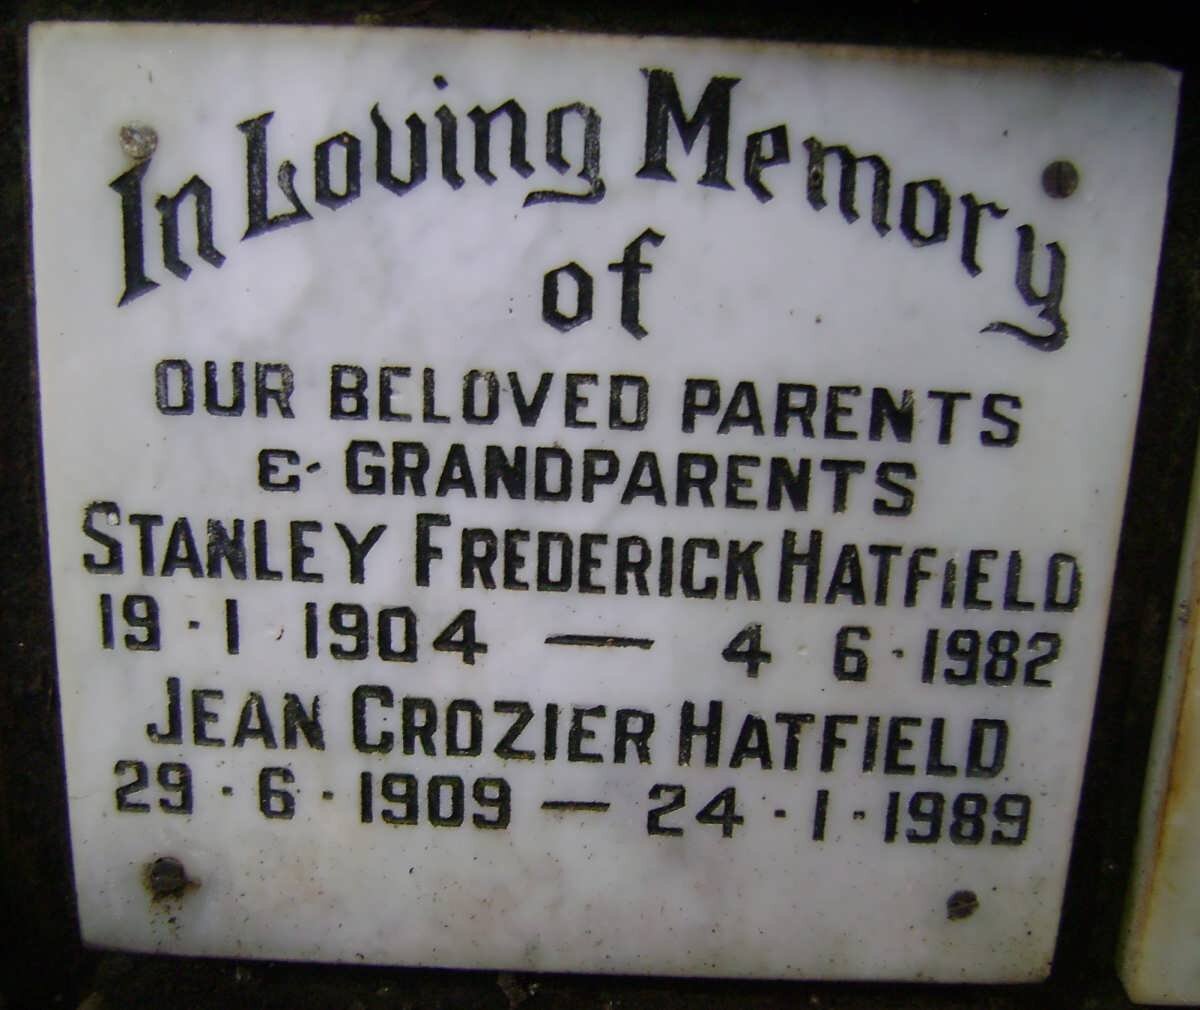 In Loving Memory
of
OUR BELOVED PARENTS
& GRANDPARENTS
STANLEY FREDERICK HATFIELD
19·1 1904 — 4 6·1982
JEAN CROZIER HATFIELD
29·6·1909 — 24·1·1989